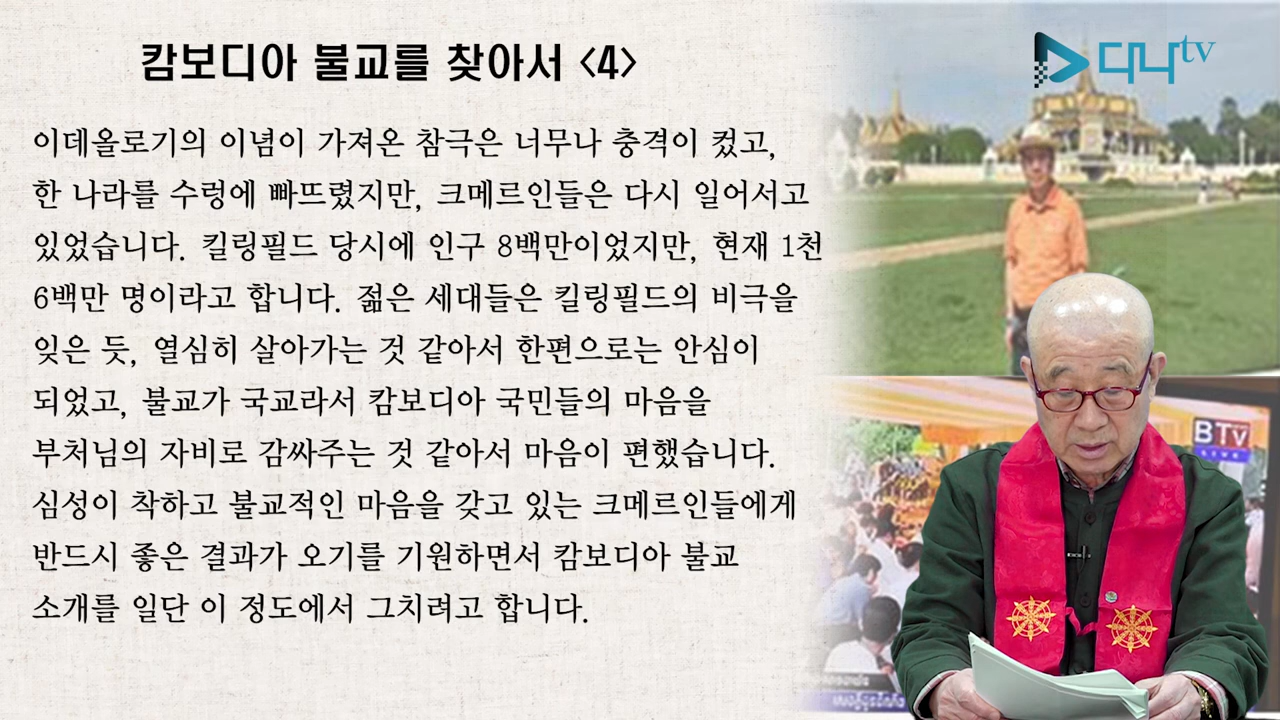 캄보디아 불교를 찾아서 <4>
다나tv
이데올로기의 이념이 가져온 참극은 너무나 충격이 컸고,
한 나라를 수렁에 빠뜨렸지만, 크메르인들은 다시 일어서고
있었습니다. 킬링필드 당시에 인구 8백만이었지만, 현재 1천
6백만 명이라고 합니다. 젊은 세대들은 킬링필드의 비극을
잊은 듯, 열심히 살아가는 것 같아서 한편으로는 안심이
되었고, 불교가 국교라서 캄보디아 국민들의 마음을
부처님의 자비로 감싸주는 것 같아서 마음이 편했습니다.
심성이 착하고 불교적인 마음을 갖고 있는 크메르인들에게
반드시 좋은 결과가 오기를 기원하면서 캄보디아 불교
소개를 일단 이 정도에서 그치려고 합니다.
BTV